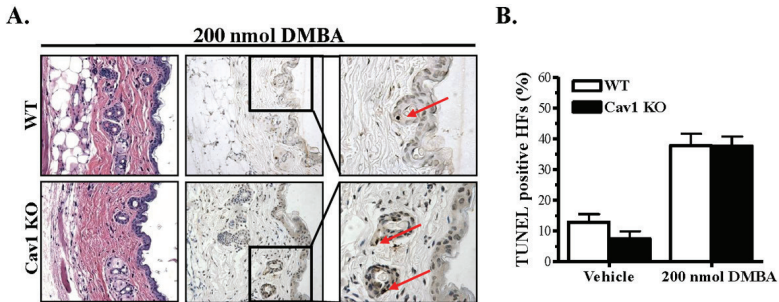 A.
200 nmol DMBA
WT
Cav1 KO
B.
TUNEL positive HFs (%)
60
50
40
30
20
10
0
WT
Cav1 KO
Vehicle
200 nmol DMBA